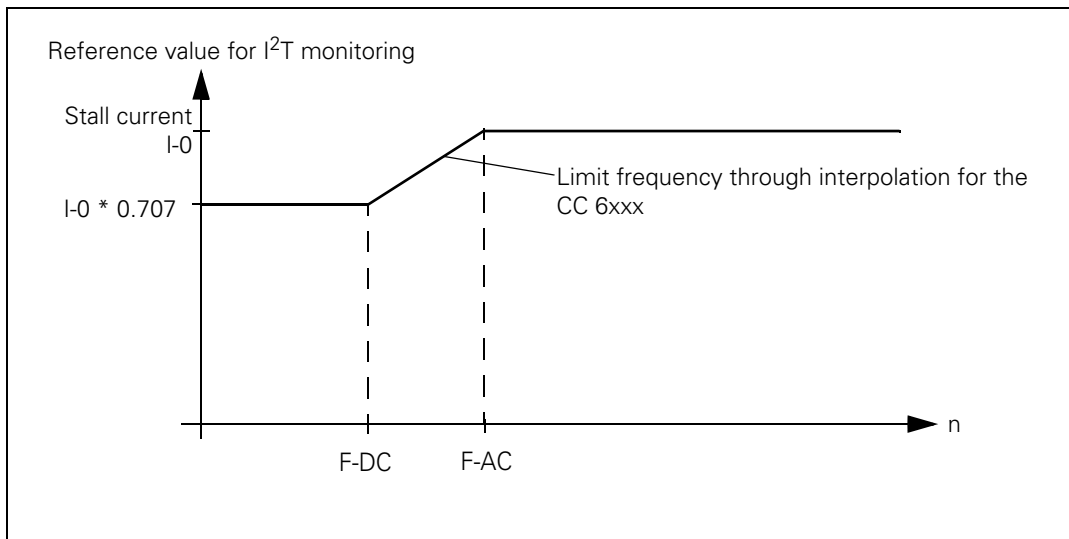 Reference value for I²T monitoring
Stall current
I-0
Limit frequency through interpolation for the
CC 6xxx
I-0 * 0.707
n
F-DC
F-AC